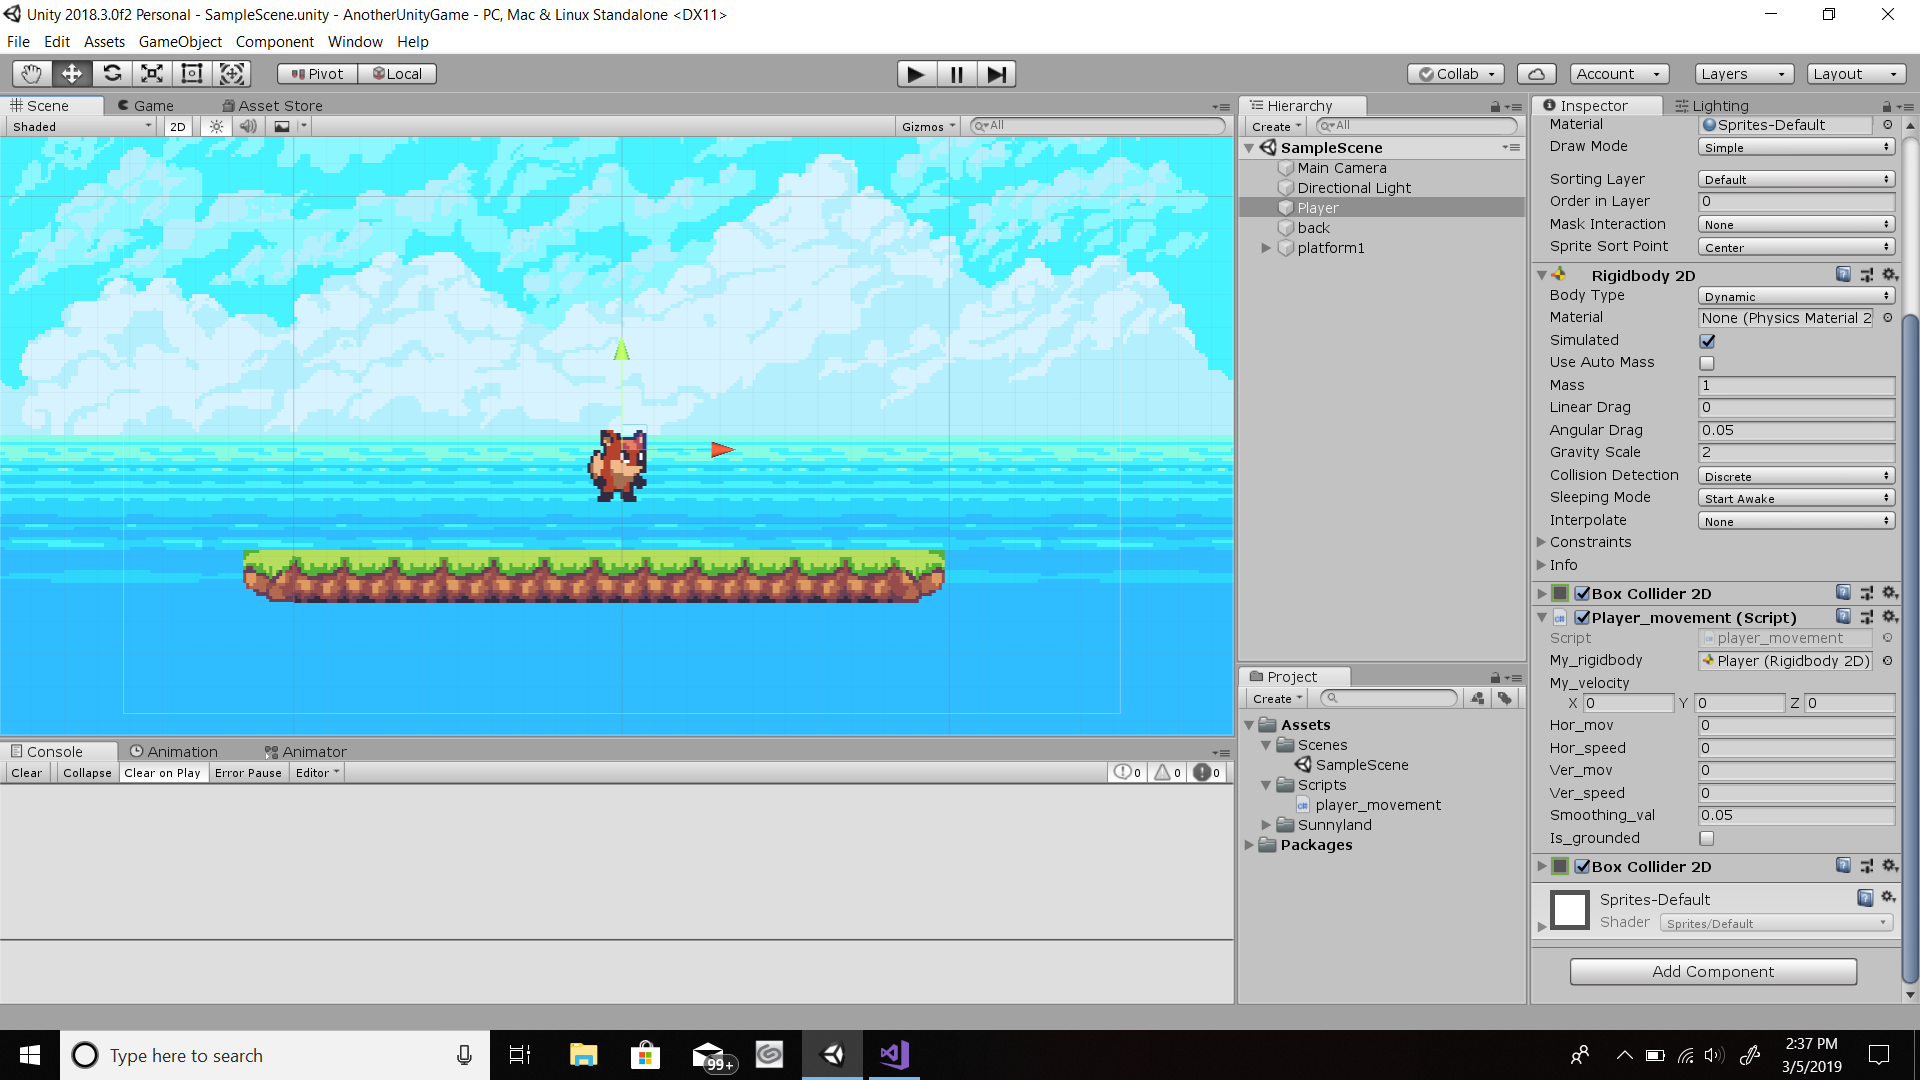 Unity 2018.3.0f2 Personal - SampleScene.unity - AnotherUnityGame - PC, Mac & Linux Standalone <DX11>
File Edit Assets GameObject Component Window Help
Pivot Local Collab Account Layers Layout
Scene Game Asset Store
Shaded 2D Gizmos All
Hierarchy
Create All
SampleScene
Main Camera
Directional Light
Player
back
platform1
Project
Create
Assets
Scenes
SampleScene
Scripts
player_movement
Sunnyland
Packages
Inspector Lighting
Material Sprites-Default
Draw Mode Simple
Sorting Layer Default
Order in Layer 0
Mask Interaction None
Sprite Sort Point Center
Rigidbody 2D
Body Type Dynamic
Material None (Physics Material 2
Simulated
Use Auto Mass
Mass 1
Linear Drag 0
Angular Drag 0.05
Gravity Scale 2
Collision Detection Discrete
Sleeping Mode Start Awake
Interpolate None
Constraints
Info
Box Collider 2D
Player_movement (Script)
Script player_movement
My_rigidbody Player (Rigidbody 2D)
My_velocity
X 0 Y 0 Z 0
Hor_mov 0
Hor_speed 0
Ver_mov 0
Ver_speed 0
Smoothing_val 0.05
Is_grounded
Box Collider 2D
Sprites-Default
Shader Sprites/Default
Add Component
Console Animation Animator
Clear Collapse Clear on Play Error Pause Editor 0 0 0
Type here to search
99+
2:37 PM
3/5/2019